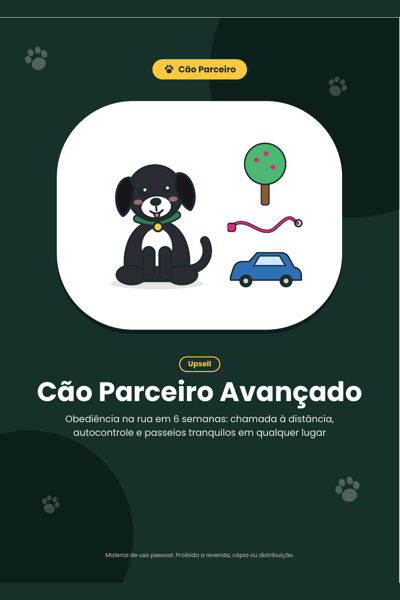 Cão Parceiro
Upsell
Cão Parceiro Avançado
Obediência na rua em 6 semanas: chamada à distância,
autocontrole e passeios tranquilos em qualquer lugar
Material de uso pessoal. Proibida a revenda, cópia ou distribuição.